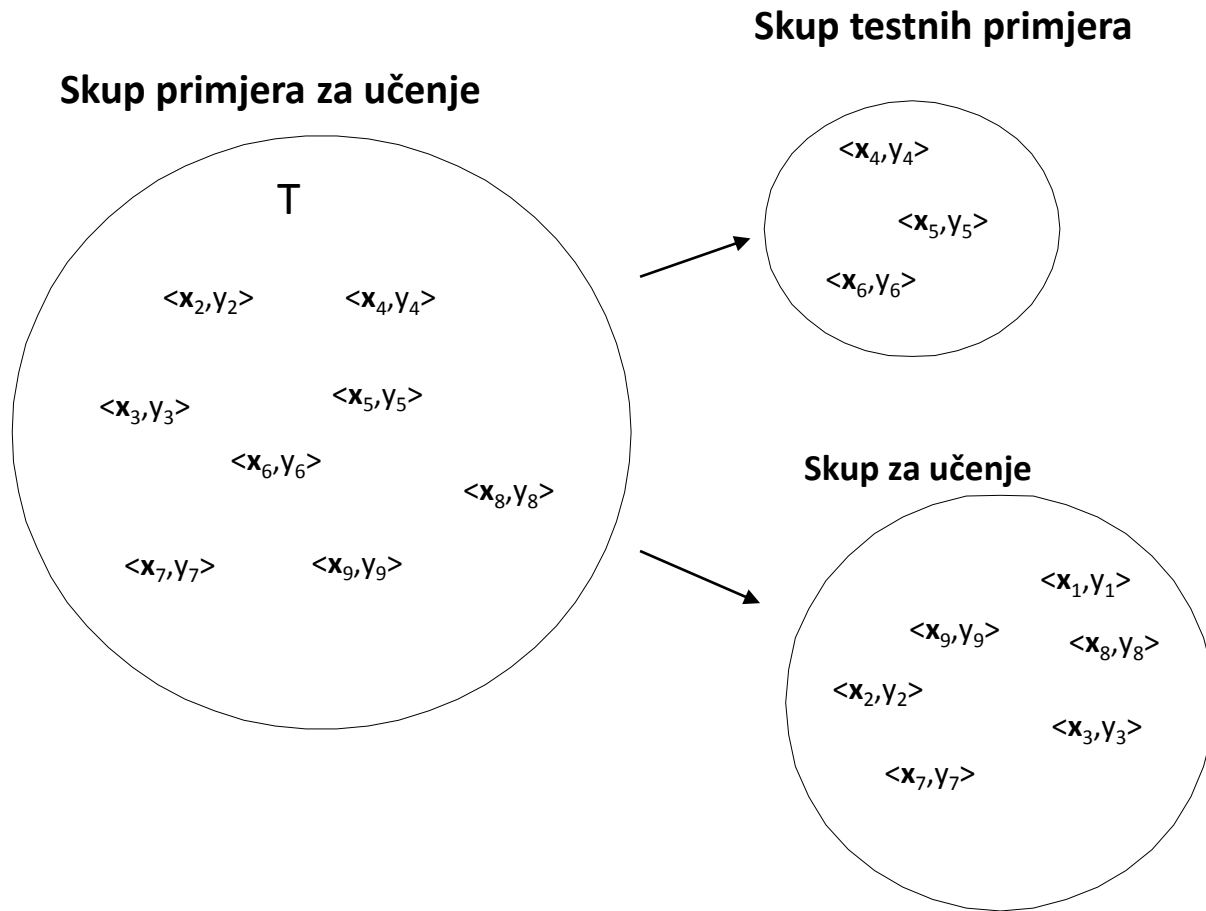 Skup testnih primjera
Skup primjera za učenje
T
<x₂,y₂>
<x₄,y₄>
<x₃,y₃>
<x₅,y₅>
<x₆,y₆>
<x₈,y₈>
<x₇,y₇>
<x₉,y₉>
<x₄,y₄>
<x₅,y₅>
<x₆,y₆>
Skup za učenje
<x₁,y₁>
<x₉,y₉>
<x₈,y₈>
<x₂,y₂>
<x₃,y₃>
<x₇,y₇>